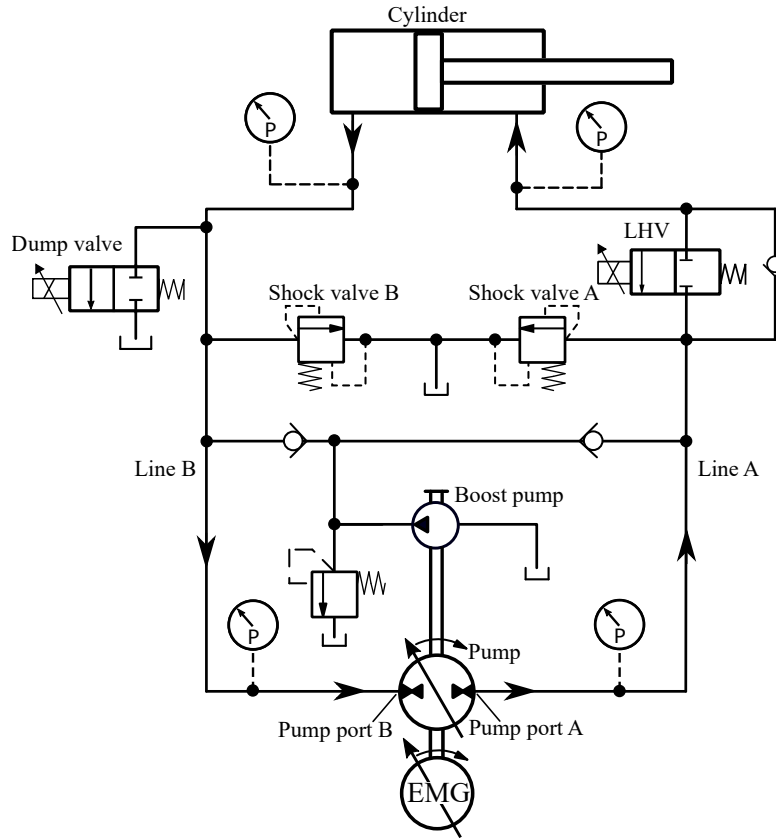 Cylinder
P
P
Dump valve
LHV
Shock valve B
Shock valve A
Line B
Line A
Boost pump
P
P
Pump
Pump port B
Pump port A
EMG